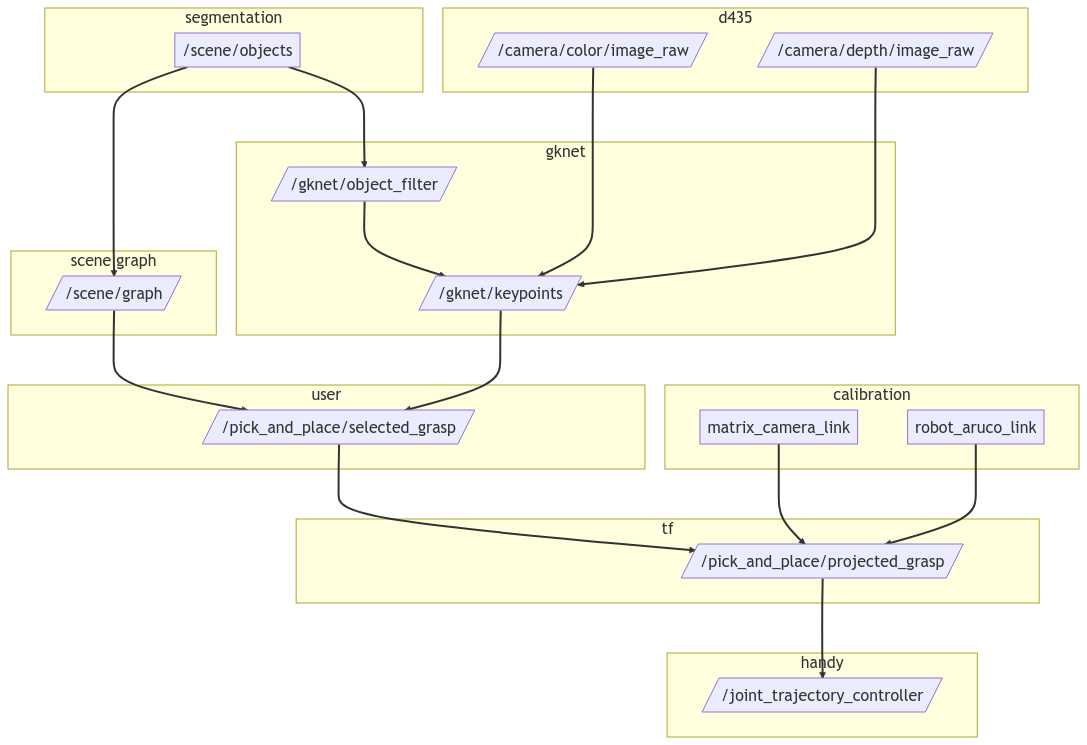 segmentation
d435
/scene/objects
/camera/color/image_raw
/camera/depth/image_raw
gknet
/gknet/object_filter
scene graph
/scene/graph
/gknet/keypoints
user
calibration
/pick_and_place/selected_grasp
matrix_camera_link
robot_aruco_link
tf
/pick_and_place/projected_grasp
handy
/joint_trajectory_controller